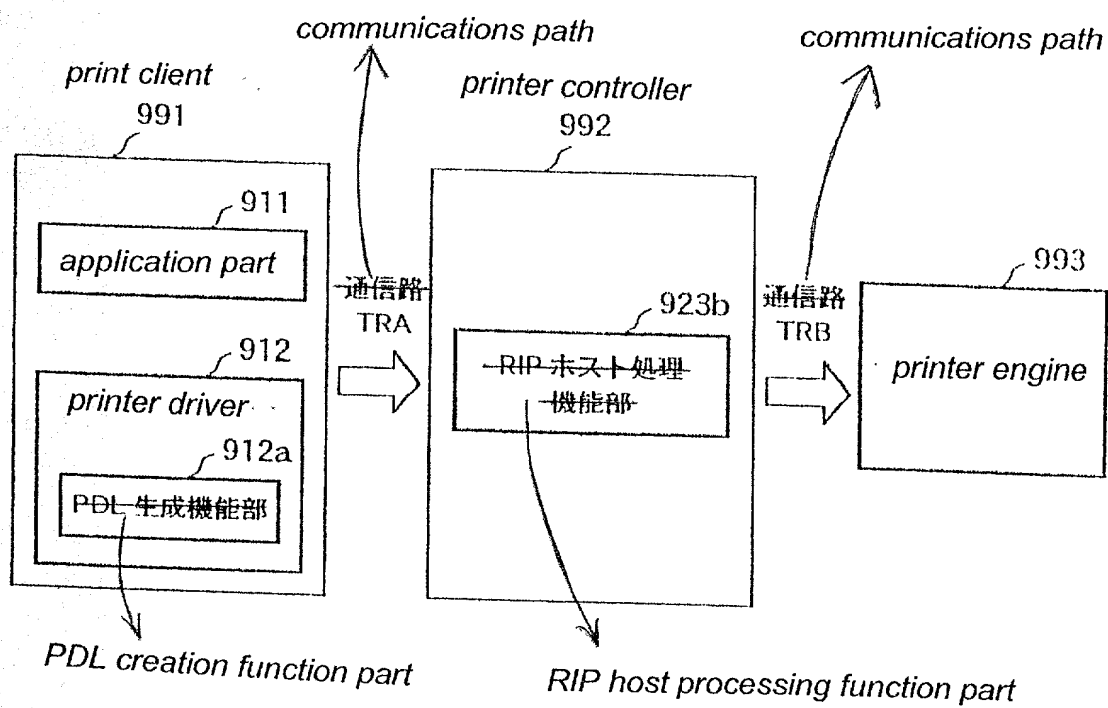 communications path
communications path
print client
991
printer controller
992
911
application part
通信路
TRA
912
printer driver
912a
PDL 生成機能部
923b
RIP ホスト処理
機能部
通信路
TRB
993
printer engine
PDL creation function part
RIP host processing function part